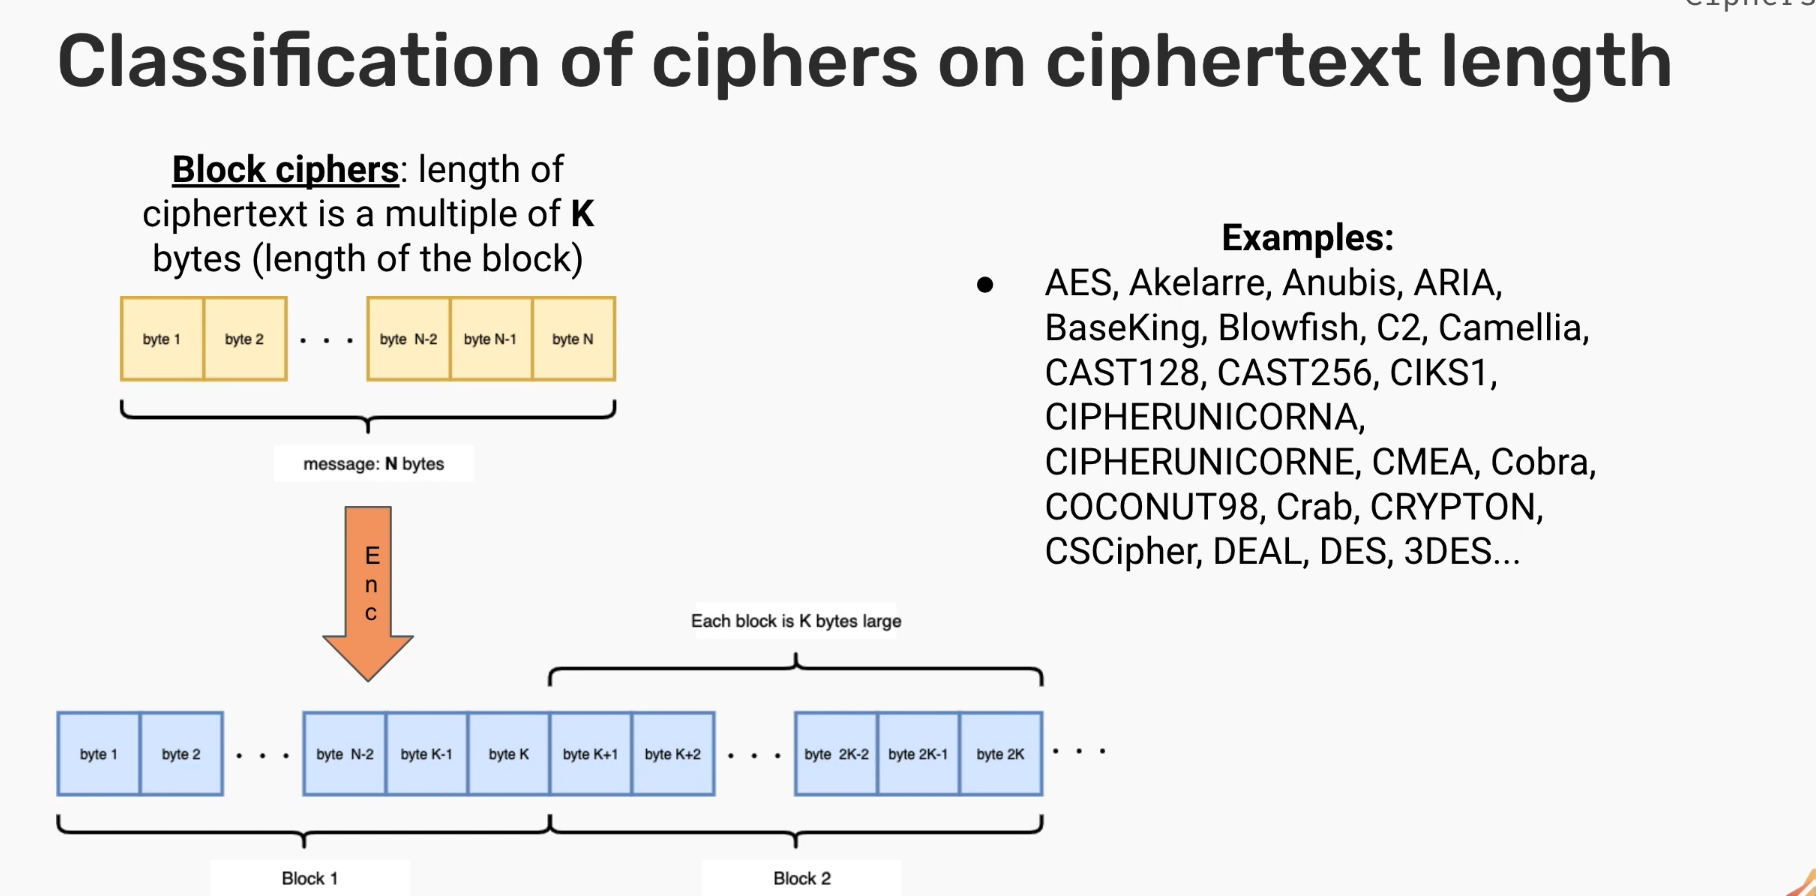 Ciphers
Classification of ciphers on ciphertext length
Block ciphers: length of
ciphertext is a multiple of K
bytes (length of the block)
byte 1 byte 2 . . . byte N-2 byte N-1 byte N
message: N bytes
E
n
c
Examples:
● AES, Akelarre, Anubis, ARIA,
BaseKing, Blowfish, C2, Camellia,
CAST128, CAST256, CIKS1,
CIPHERUNICORNA,
CIPHERUNICORNE, CMEA, Cobra,
COCONUT98, Crab, CRYPTON,
CSCipher, DEAL, DES, 3DES...
Each block is K bytes large
byte 1 byte 2 . . . byte N-2 byte K-1 byte K byte K+1 byte K+2 . . . byte 2K-2 byte 2K-1 byte 2K . . .
Block 1 Block 2